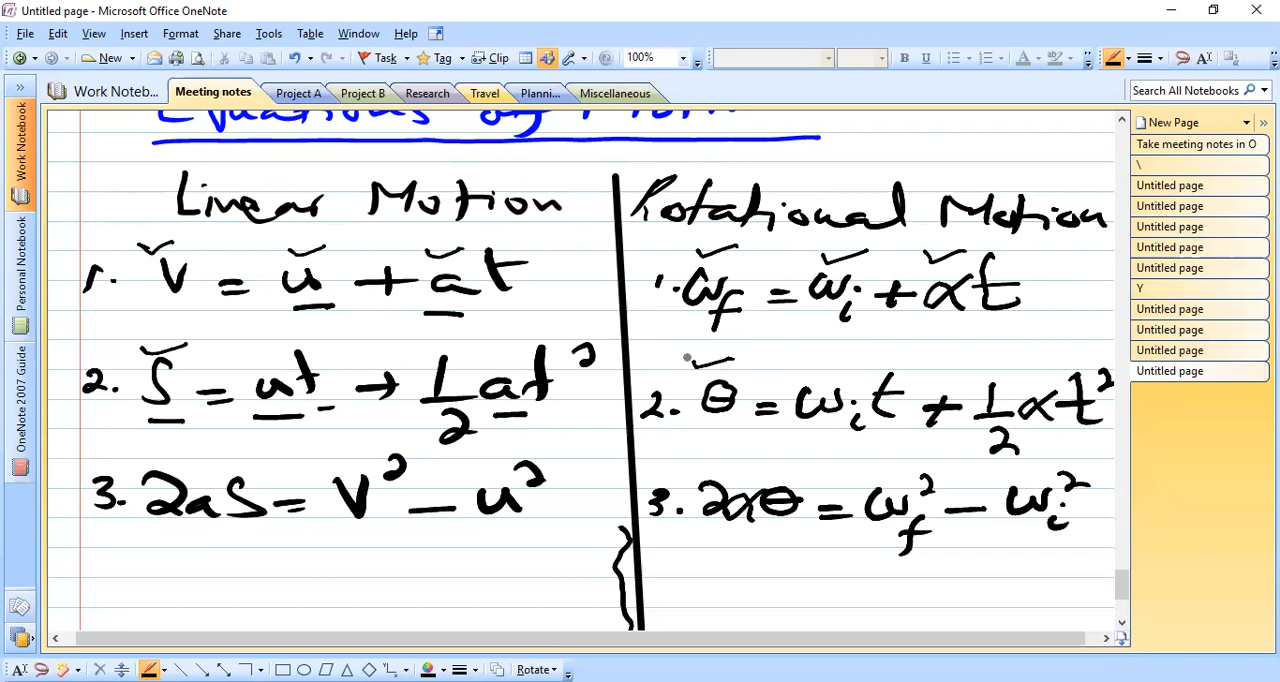 Untitled page - Microsoft Office OneNote
File Edit View Insert Format Share Tools Table Window Help
New Task Tag Clip 100% B U A ab A
Work Noteb... Meeting notes Project A Project B Research Travel Planni... Miscellaneous Search All Notebooks
Work Notebook
Personal Notebook
OneNote 2007 Guide
Equations of
Linear Motion
1. V = u + at
2. S = ut → 1/2 at²
3. 2aS = V² - u²
Rotational Motion
1. ωf = ωi + αt
2. θ = ωit + 1/2 αt²
3. 2αθ = ωf² - ωi²
New Page
Take meeting notes in O
\
Untitled page
Untitled page
Untitled page
Untitled page
Untitled page
Y
Untitled page
Untitled page
Untitled page
Untitled page
Rotate